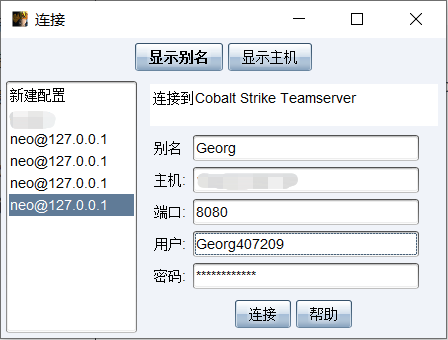 连接
显示别名 显示主机
新建配置
neo@127.0.0.1
neo@127.0.0.1
neo@127.0.0.1
neo@127.0.0.1
连接到Cobalt Strike Teamserver
别名 Georg
主机:
端口: 8080
用户: Georg407209
密码: ************
连接 帮助